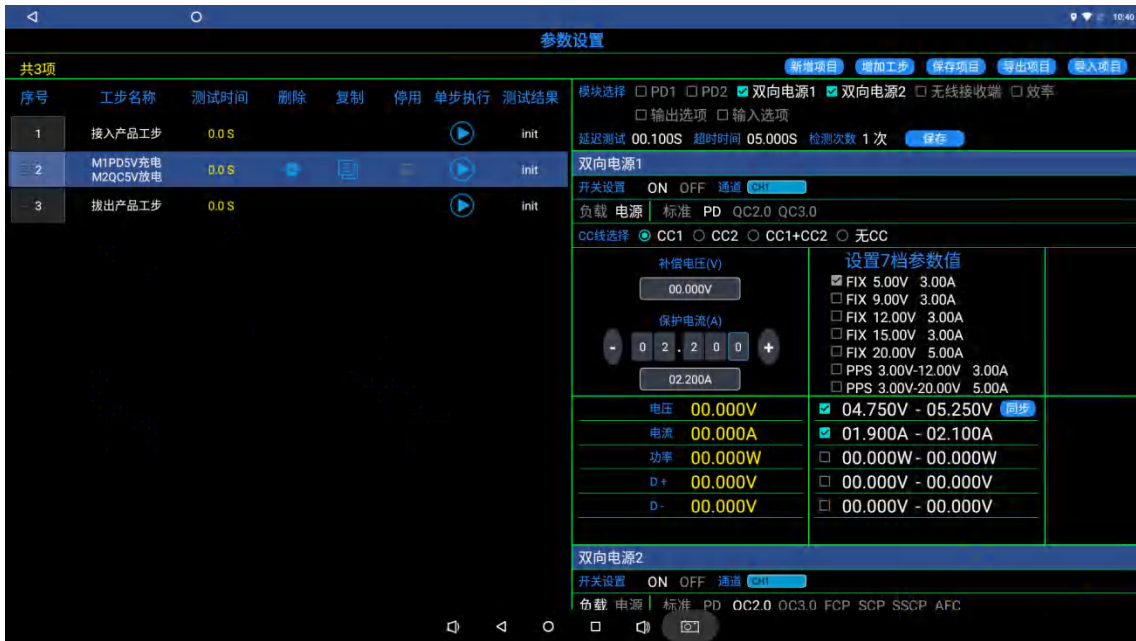 10:40
参数设置
共3项
新增项目 增加工步 保存项目 导出项目 导入项目
序号 工步名称 测试时间 删除 复制 停用 单步执行 测试结果
1 接入产品工步 0.0 S init
2 M1PD5V充电 0.0 S init
M2QC5V放电
3 拔出产品工步 0.0 S init
模块选择 PD1 PD2 双向电源1 双向电源2 无线接收端 效率
输出选项 输入选项
延迟测试 00.100S 超时时间 05.000S 检测次数 1 次 保存
双向电源1
开关设置 ON OFF 通道 CH1
负载 电源 标准 PD QC2.0 QC3.0
CC线选择 CC1 CC2 CC1+CC2 无CC
补偿电压(V)
00.000V
保护电流(A)
- 0 2 . 2 0 0 +
02.200A
设置7档参数值
FIX 5.00V 3.00A
FIX 9.00V 3.00A
FIX 12.00V 3.00A
FIX 15.00V 3.00A
FIX 20.00V 5.00A
PPS 3.00V-12.00V 3.00A
PPS 3.00V-20.00V 5.00A
电压 00.000V 04.750V - 05.250V 同步
电流 00.000A 01.900A - 02.100A
功率 00.000W 00.000W - 00.000W
D+ 00.000V 00.000V - 00.000V
D- 00.000V 00.000V - 00.000V
双向电源2
开关设置 ON OFF 通道 CH1
负载 电源 标准 PD QC2.0 QC3.0 FCP SCP SSCP AFC